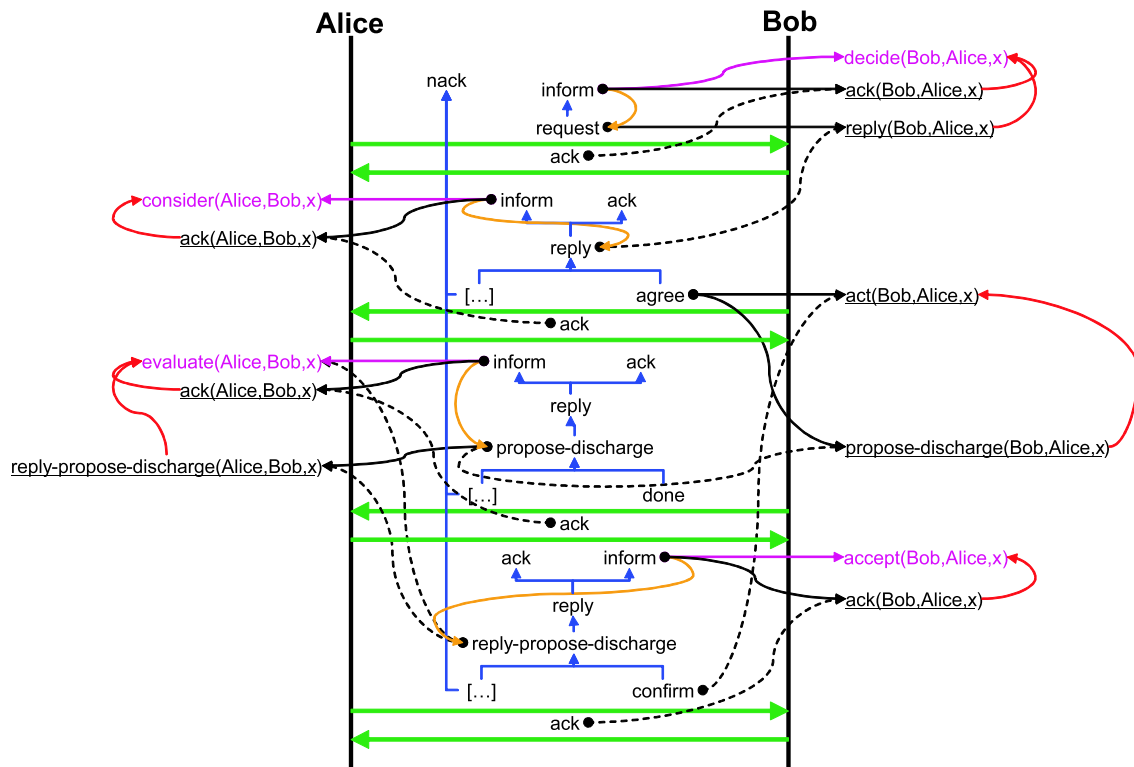 Alice
Bob
decide(Bob,Alice,x)
nack
inform
ack(Bob,Alice,x)
request
reply(Bob,Alice,x)
ack
consider(Alice,Bob,x)
inform
ack
ack(Alice,Bob,x)
reply
[...]
agree
act(Bob,Alice,x)
ack
evaluate(Alice,Bob,x)
inform
ack
ack(Alice,Bob,x)
reply
propose-discharge
propose-discharge(Bob,Alice,x)
reply-propose-discharge(Alice,Bob,x)
[...]
done
ack
ack
inform
accept(Bob,Alice,x)
reply
ack(Bob,Alice,x)
reply-propose-discharge
[...]
confirm
ack